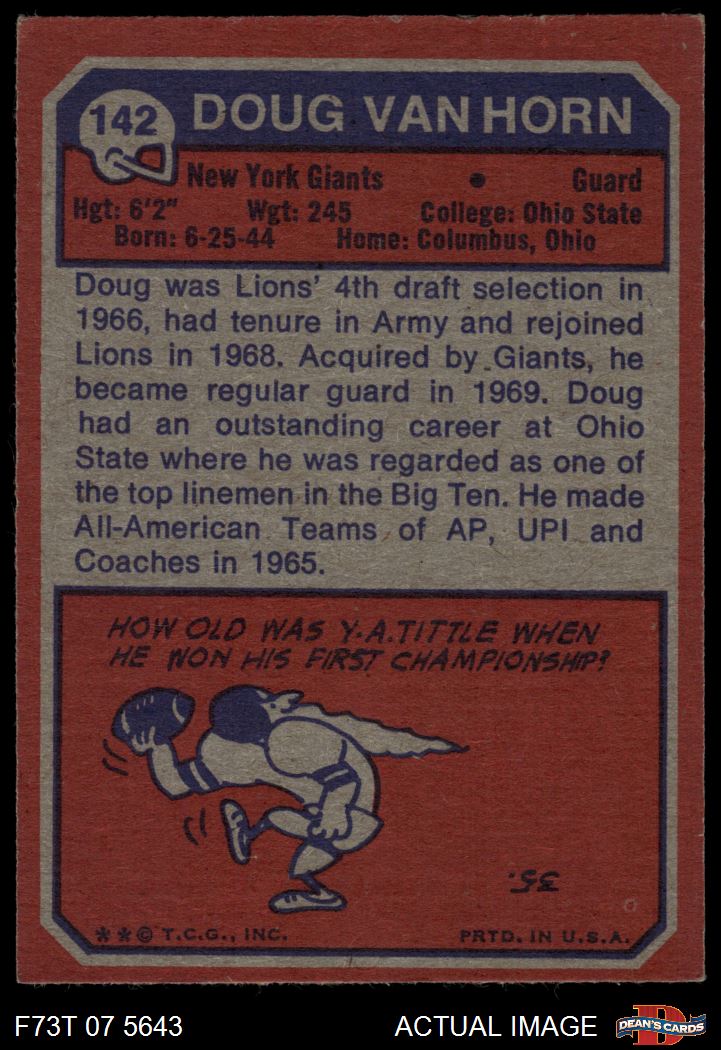 142
DOUG VAN HORN
New York Giants • Guard
Hgt: 6'2" Wgt: 245 College: Ohio State
Born: 6-25-44 Home: Columbus, Ohio
Doug was Lions' 4th draft selection in
1966, had tenure in Army and rejoined
Lions in 1968. Acquired by Giants, he
became regular guard in 1969. Doug
had an outstanding career at Ohio
State where he was regarded as one of
the top linemen in the Big Ten. He made
All-American Teams of AP, UPI and
Coaches in 1965.
HOW OLD WAS Y.A. TITTLE WHEN
HE WON HIS FIRST CHAMPIONSHIP?
35.
**© T.C.G., INC. PRTD. IN U.S.A.
F73T 07 5643 ACTUAL IMAGE
D
DEAN'S CARDS